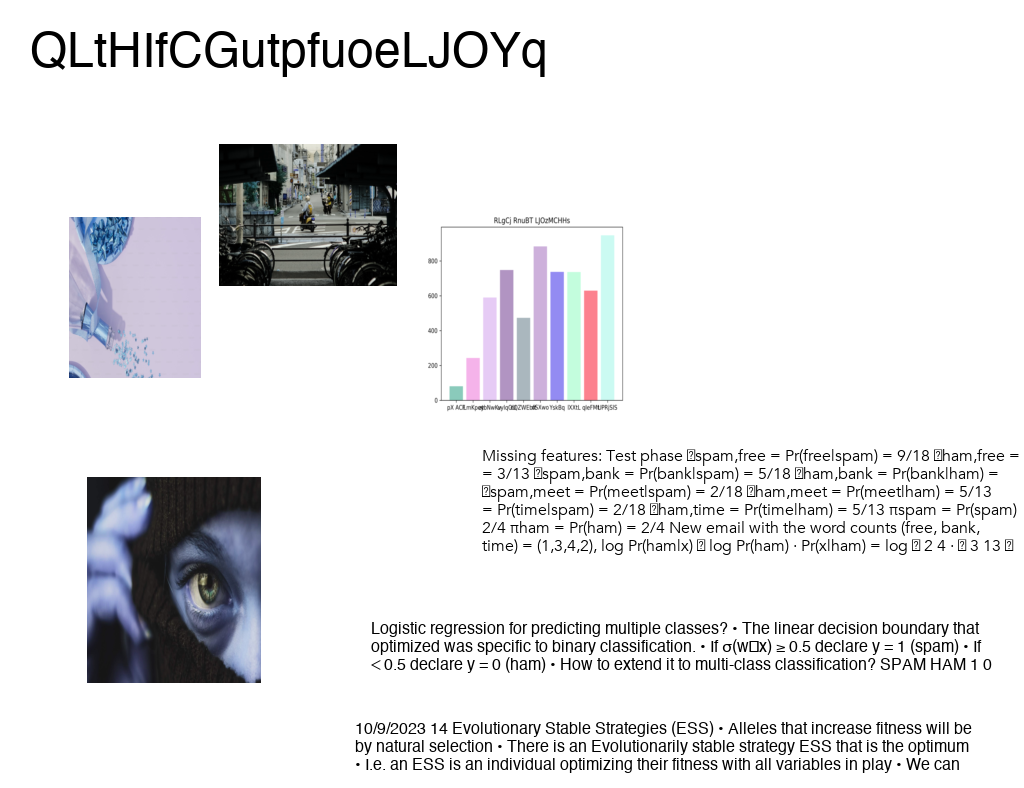 QLtHIfCGutpfuoeLJOYq
RLgCj RnuBT LJOzMCHHs
800
600
400
200
0
pX ACF YskBq IXXtL qIeFMt UPRjSlS
Missing features: Test phase spam,free = Pr(free|spam) = 9/18 ham,free =
= 3/13 spam,bank = Pr(bank|spam) = 5/18 ham,bank = Pr(bank|ham) =
spam,meet = Pr(meet|spam) = 2/18 ham,meet = Pr(meet|ham) = 5/13
= Pr(time|spam) = 2/18 ham,time = Pr(time|ham) = 5/13 πspam = Pr(spam)
2/4 πham = Pr(ham) = 2/4 New email with the word counts (free, bank,
time) = (1,3,4,2), log Pr(ham|x) log Pr(ham) · Pr(x|ham) = log 2 4 · 3 13
Logistic regression for predicting multiple classes? • The linear decision boundary that
optimized was specific to binary classification. • If σ(w x) ≥ 0.5 declare y = 1 (spam) • If
< 0.5 declare y = 0 (ham) • How to extend it to multi-class classification? SPAM HAM 1 0
10/9/2023 14 Evolutionary Stable Strategies (ESS) • Alleles that increase fitness will be
by natural selection • There is an Evolutionarily stable strategy ESS that is the optimum
• I.e. an ESS is an individual optimizing their fitness with all variables in play • We can